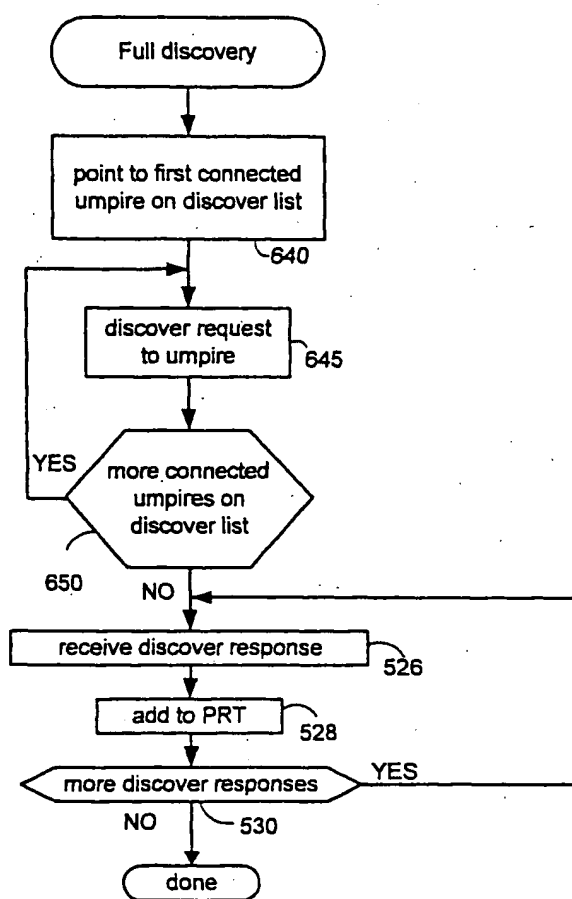 Full discovery
point to first connected
umpire on discover list
640
discover request
to umpire
645
YES
more connected
umpires on
discover list
650
NO
receive discover response
526
add to PRT
528
more discover responses
YES
NO
530
done